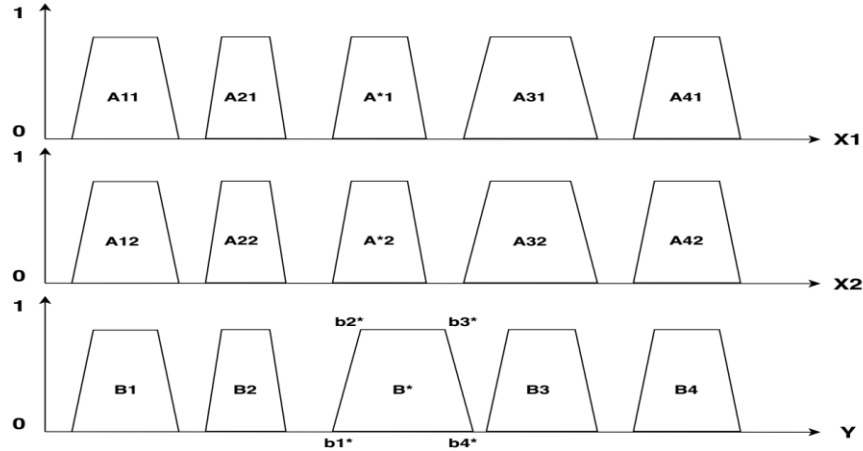 1
A11 A21 A*1 A31 A41
0 X1
1
A12 A22 A*2 A32 A42
0 X2
1
b2* b3*
B1 B2 B* B3 B4
0 Y
b1* b4*